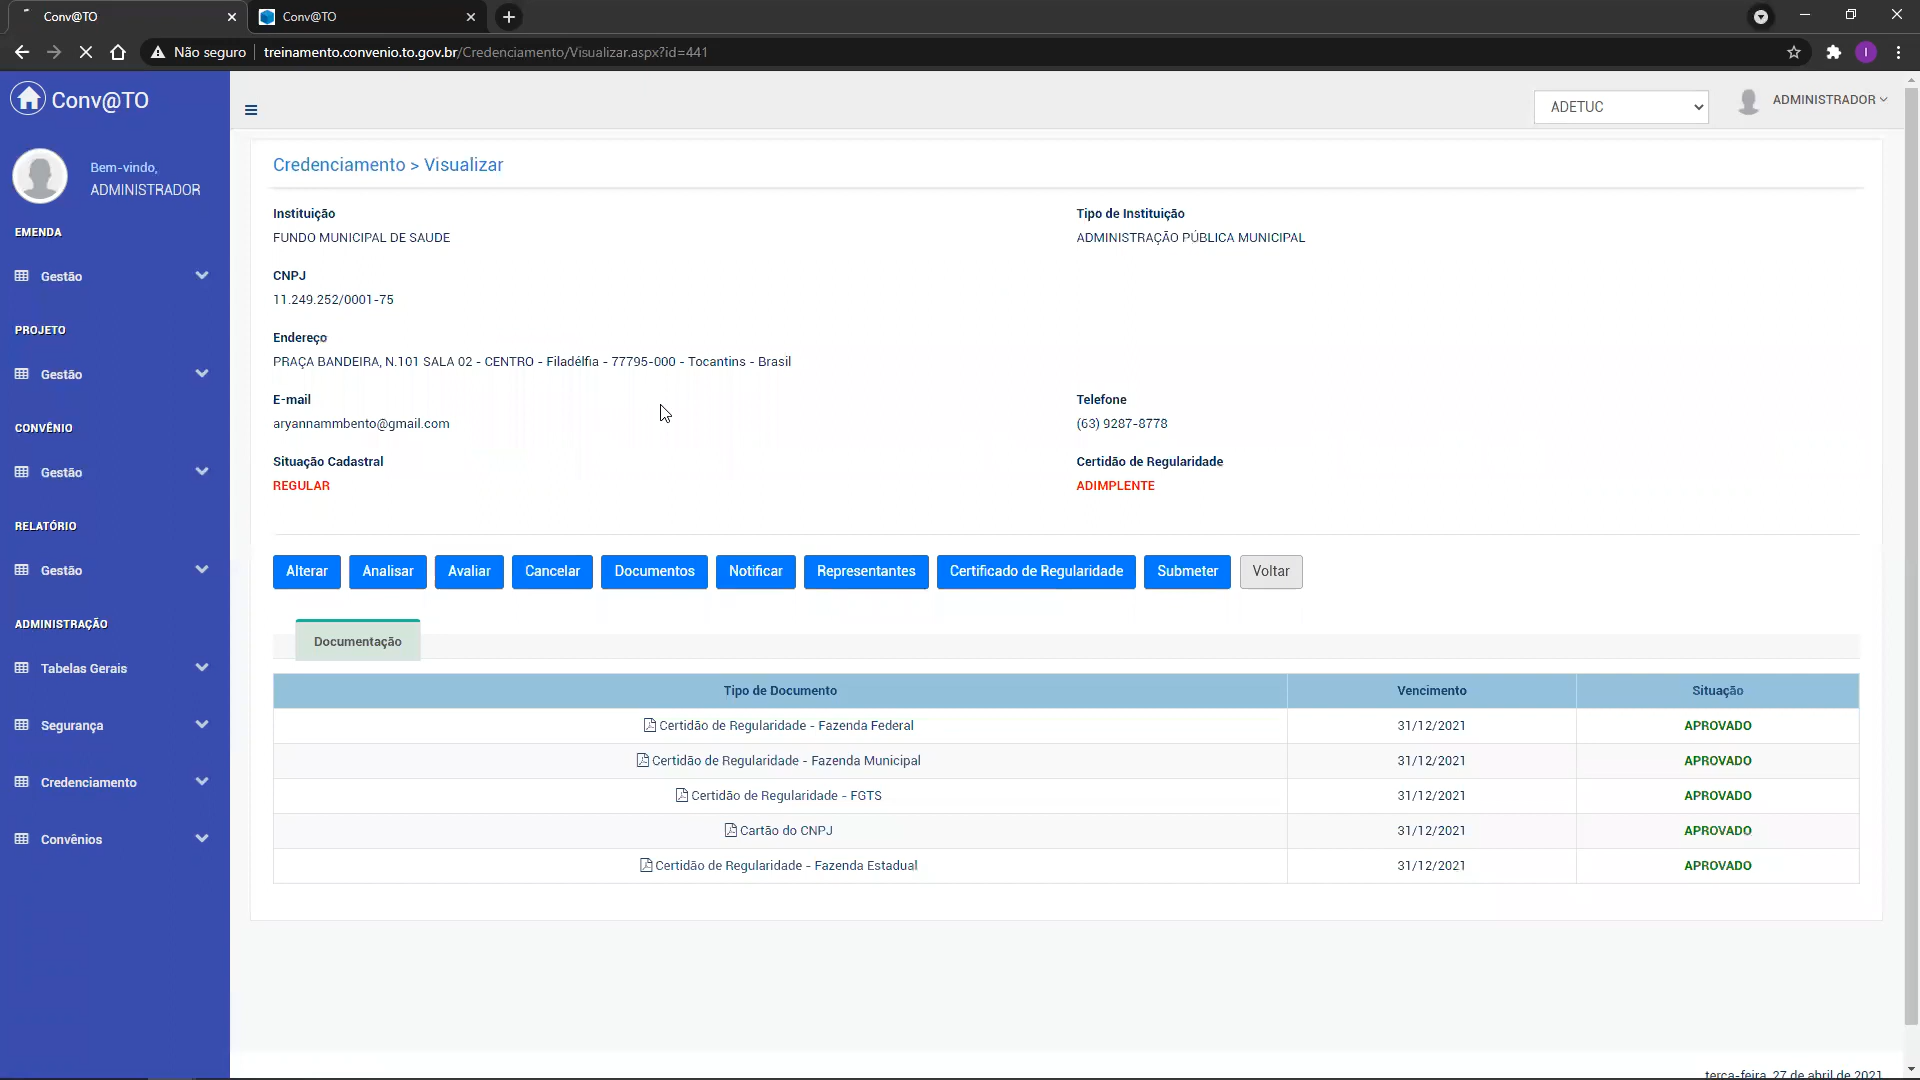 Conv@TO
Conv@TO
Não seguro
treinamento.convenio.to.gov.br/Credenciamento/Visualizar.aspx?id=441
I
Conv@TO
ADETUC
ADMINISTRADOR
Bem-vindo,
ADMINISTRADOR
EMENDA
Gestão
PROJETO
Gestão
CONVÊNIO
Gestão
RELATÓRIO
Gestão
ADMINISTRAÇÃO
Tabelas Gerais
Segurança
Credenciamento
Convênios
Credenciamento > Visualizar
Instituição
FUNDO MUNICIPAL DE SAUDE
Tipo de Instituição
ADMINISTRAÇÃO PÚBLICA MUNICIPAL
CNPJ
11.249.252/0001-75
Endereço
PRAÇA BANDEIRA, N.101 SALA 02 - CENTRO - Filadélfia - 77795-000 - Tocantins - Brasil
E-mail
aryannammbento@gmail.com
Telefone
(63) 9287-8778
Situação Cadastral
REGULAR
Certidão de Regularidade
ADIMPLENTE
Alterar Analisar Avaliar Cancelar Documentos Notificar Representantes Certificado de Regularidade Submeter Voltar
Documentação
Tipo de Documento Vencimento Situação
Certidão de Regularidade - Fazenda Federal 31/12/2021 APROVADO
Certidão de Regularidade - Fazenda Municipal 31/12/2021 APROVADO
Certidão de Regularidade - FGTS 31/12/2021 APROVADO
Cartão do CNPJ 31/12/2021 APROVADO
Certidão de Regularidade - Fazenda Estadual 31/12/2021 APROVADO
terça-feira, 27 de abril de 2021